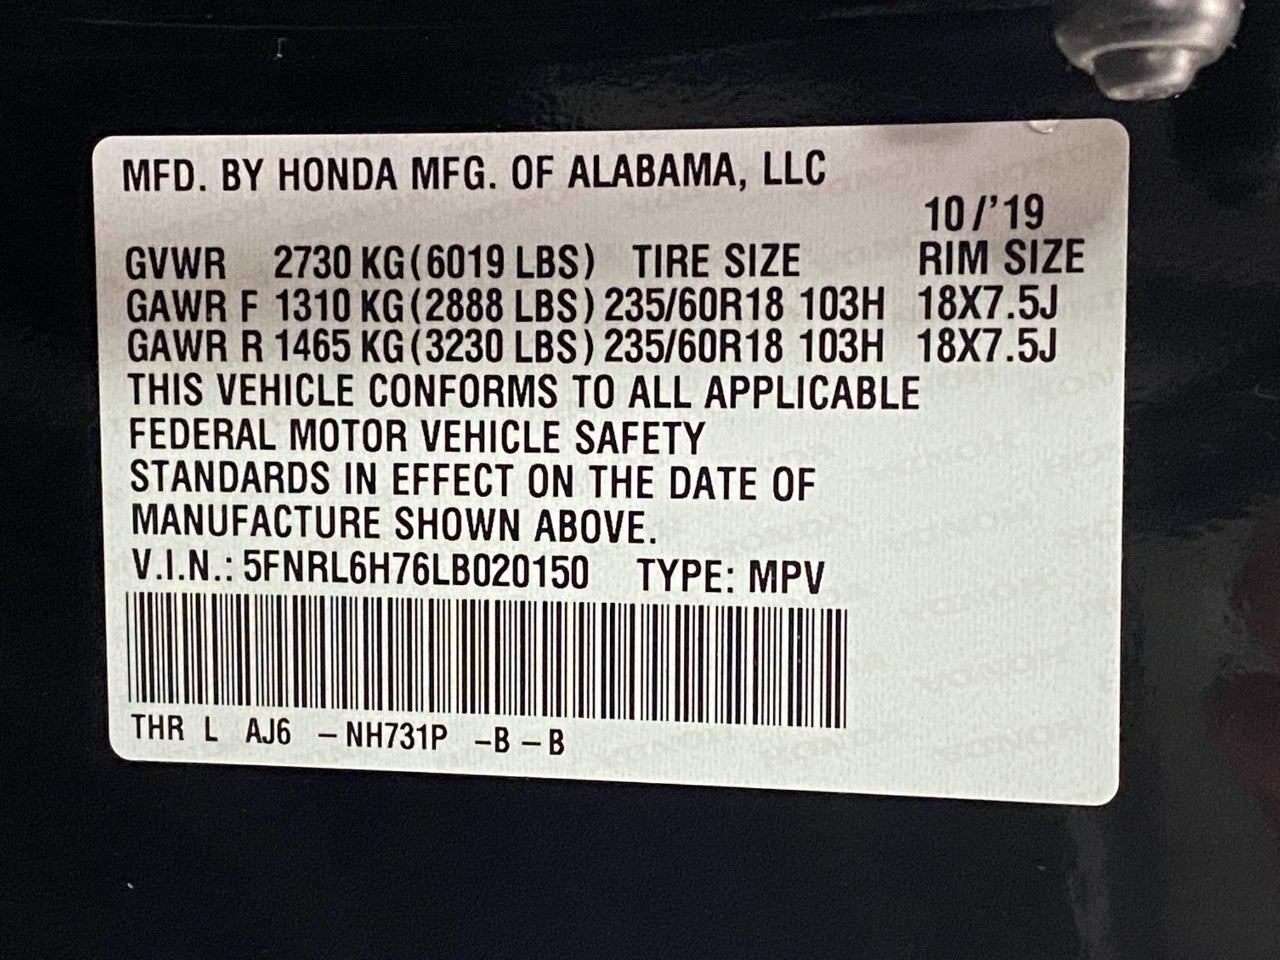 MFD. BY HONDA MFG. OF ALABAMA, LLC
10/'19
GVWR 2730 KG(6019 LBS) TIRE SIZE RIM SIZE
GAWR F 1310 KG(2888 LBS) 235/60R18 103H 18X7.5J
GAWR R 1465 KG(3230 LBS) 235/60R18 103H 18X7.5J
THIS VEHICLE CONFORMS TO ALL APPLICABLE
FEDERAL MOTOR VEHICLE SAFETY
STANDARDS IN EFFECT ON THE DATE OF
MANUFACTURE SHOWN ABOVE.
V.I.N.: 5FNRL6H76LB020150 TYPE: MPV
THR L AJ6 -NH731P -B-B